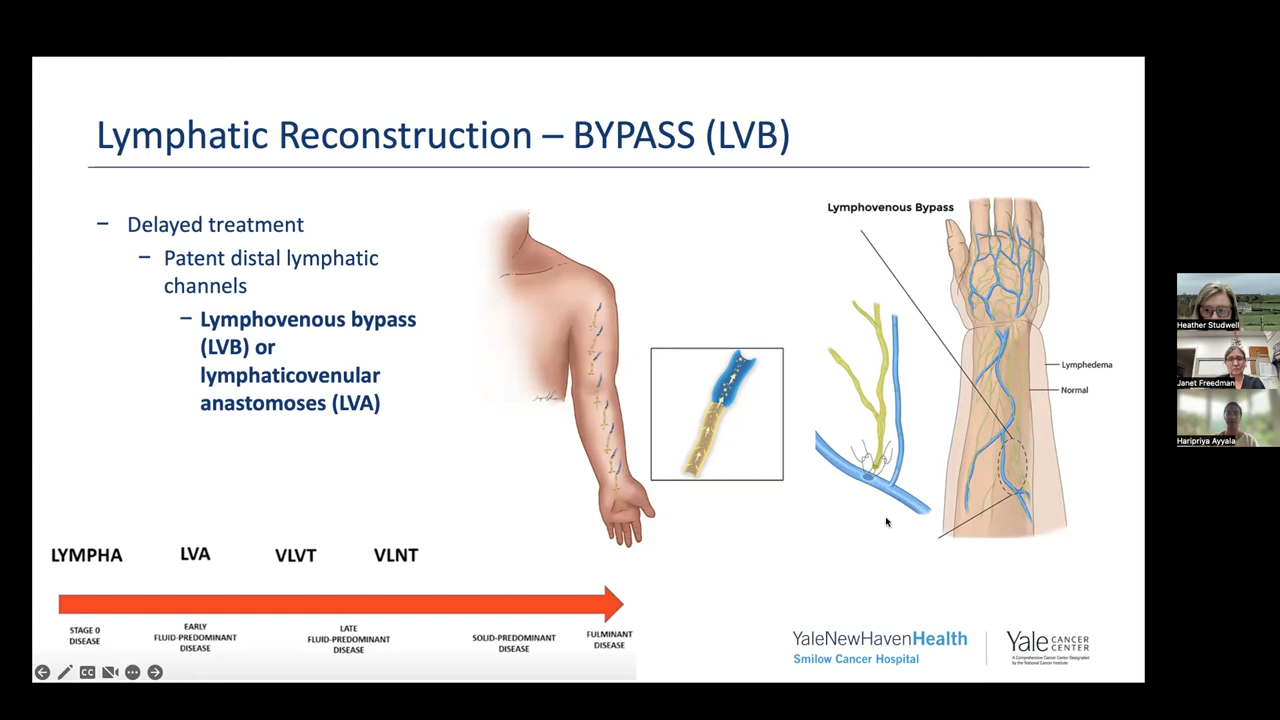 Lymphatic Reconstruction – BYPASS (LVB)
– Delayed treatment
– Patent distal lymphatic
channels
– Lymphovenous bypass
(LVB) or
lymphaticovenular
anastomoses (LVA)
Lymphovenous Bypass
Lymphedema
Normal
LYMPHA LVA VLVT VLNT
STAGE 0
DISEASE
EARLY
FLUID-PREDOMINANT
DISEASE
LATE
FLUID-PREDOMINANT
DISEASE
SOLID-PREDOMINANT
DISEASE
FULMINANT
DISEASE
YaleNewHavenHealth
Smilow Cancer Hospital
Yale CANCER
CENTER
A Comprehensive Cancer Center Designated
by the National Cancer Institute
CC
Heather Studwell
Janet Freedman
Haripriya Ayyala